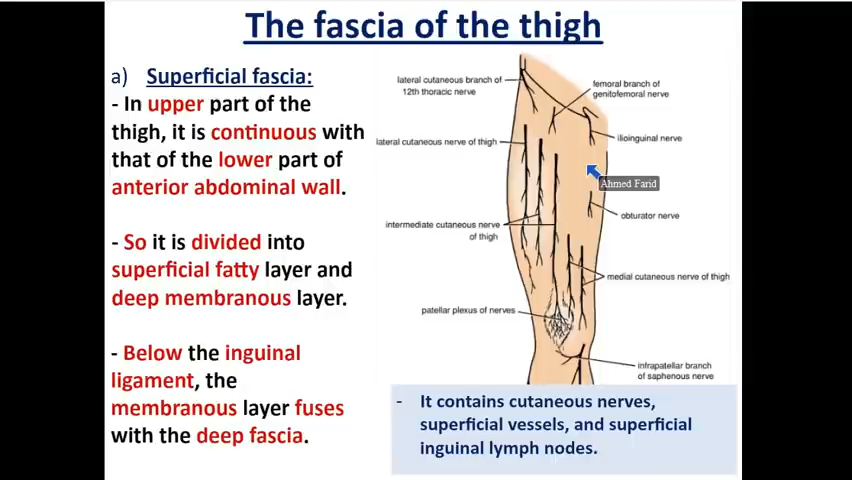 The fascia of the thigh
a) Superficial fascia:
- In upper part of the
thigh, it is continuous with
that of the lower part of
anterior abdominal wall.
- So it is divided into
superficial fatty layer and
deep membranous layer.
- Below the inguinal
ligament, the
membranous layer fuses
with the deep fascia.
lateral cutaneous branch of
12th thoracic nerve
femoral branch of
genitofemoral nerve
lateral cutaneous nerve of thigh
ilioinguinal nerve
Ahmed Farid
intermediate cutaneous nerve
of thigh
obturator nerve
medial cutaneous nerve of thigh
patellar plexus of nerves
infrapatellar branch
of saphenous nerve
- It contains cutaneous nerves,
superficial vessels, and superficial
inguinal lymph nodes.